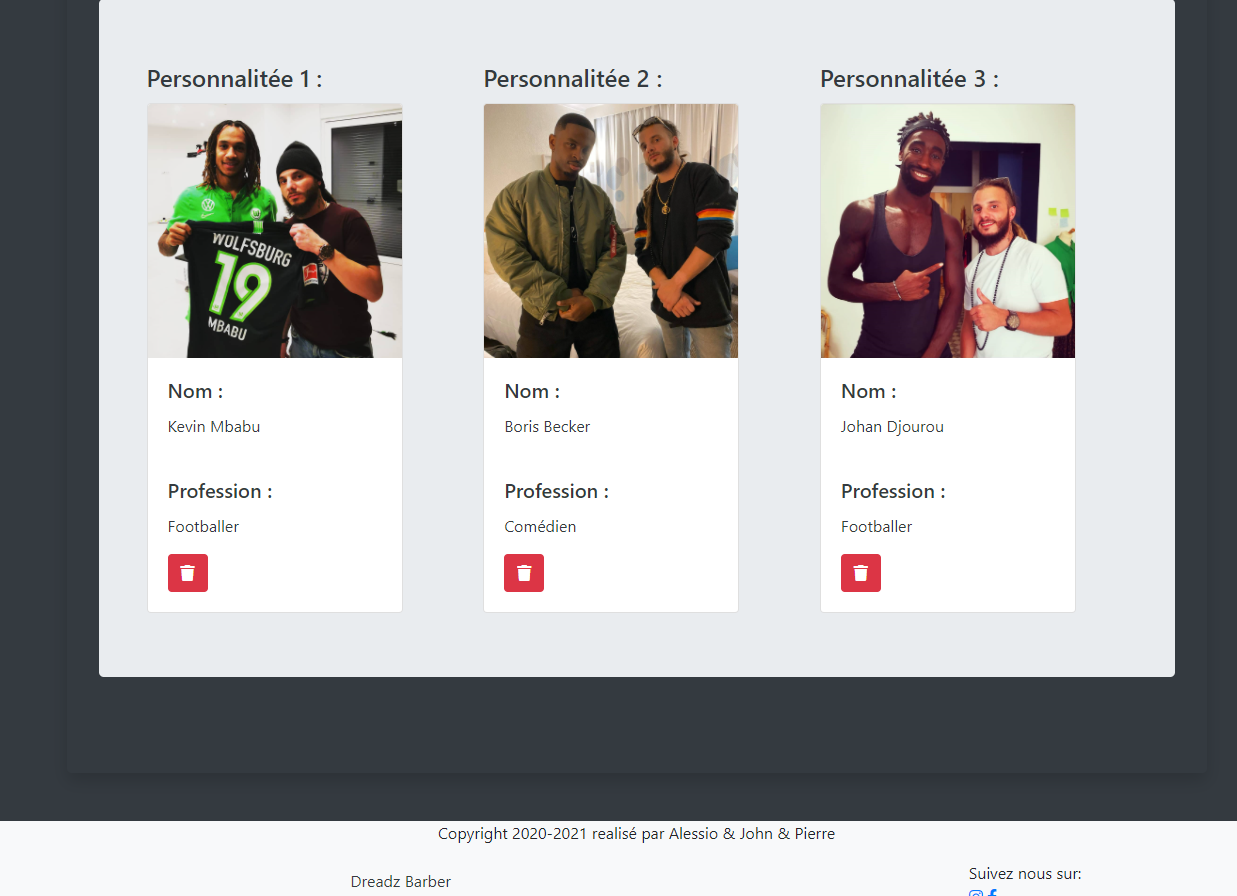 Personnalitée 1 :
Personnalitée 2 :
Personnalitée 3 :
WOLFSBURG
19
MBABU
Nom :
Kevin Mbabu
Profession :
Footballer
Nom :
Boris Becker
Profession :
Comédien
Nom :
Johan Djourou
Profession :
Footballer
Copyright 2020-2021 realisé par Alessio & John & Pierre
Dreadz Barber
Suivez nous sur: